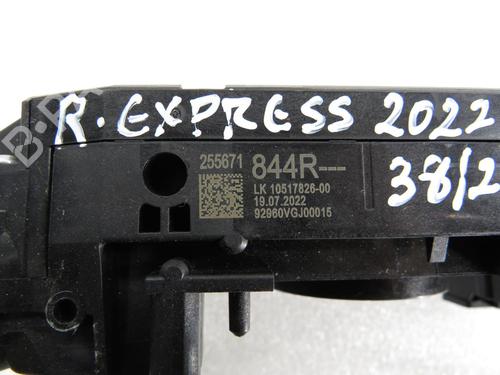 R. EXPRESS 2022
38/2
255671 844R---
LK 10517826-00
19.07.2022
92960VGJ00015